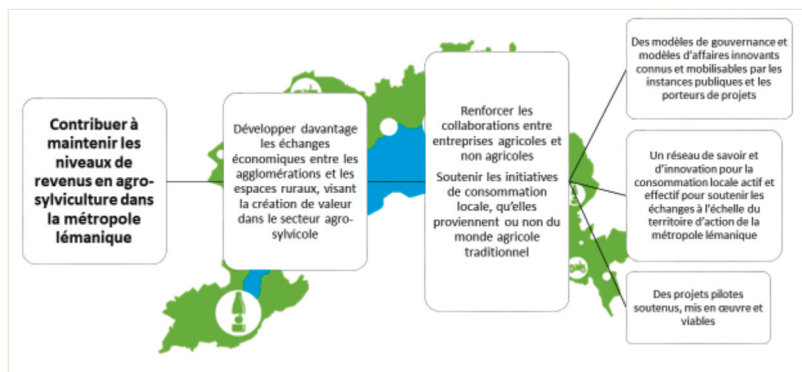 Contribuer à
maintenir les
niveaux de
revenus en agro-
sylviculture dans
la métropole
lémanique
Développer davantage
les échanges
économiques entre les
agglomérations et les
espaces ruraux, visant
la création de valeur
dans le secteur agro-
sylvicole
Renforcer les
collaborations entre
entreprises agricoles et
non agricoles
Soutenir les initiatives
de consommation
locale, qu'elles
proviennent ou non du
monde agricole
traditionnel
Des modèles de gouvernance et
modèles d'affaires innovants
connus et mobilisables par les
instances publiques et les
porteurs de projets
Un réseau de savoir et
d'innovation pour la
consommation locale actif et
effectif pour soutenir les
échanges à l'échelle du
territoire d'action de la
métropole lémanique
Des projets pilotes
soutenus, mis en œuvre et
viables